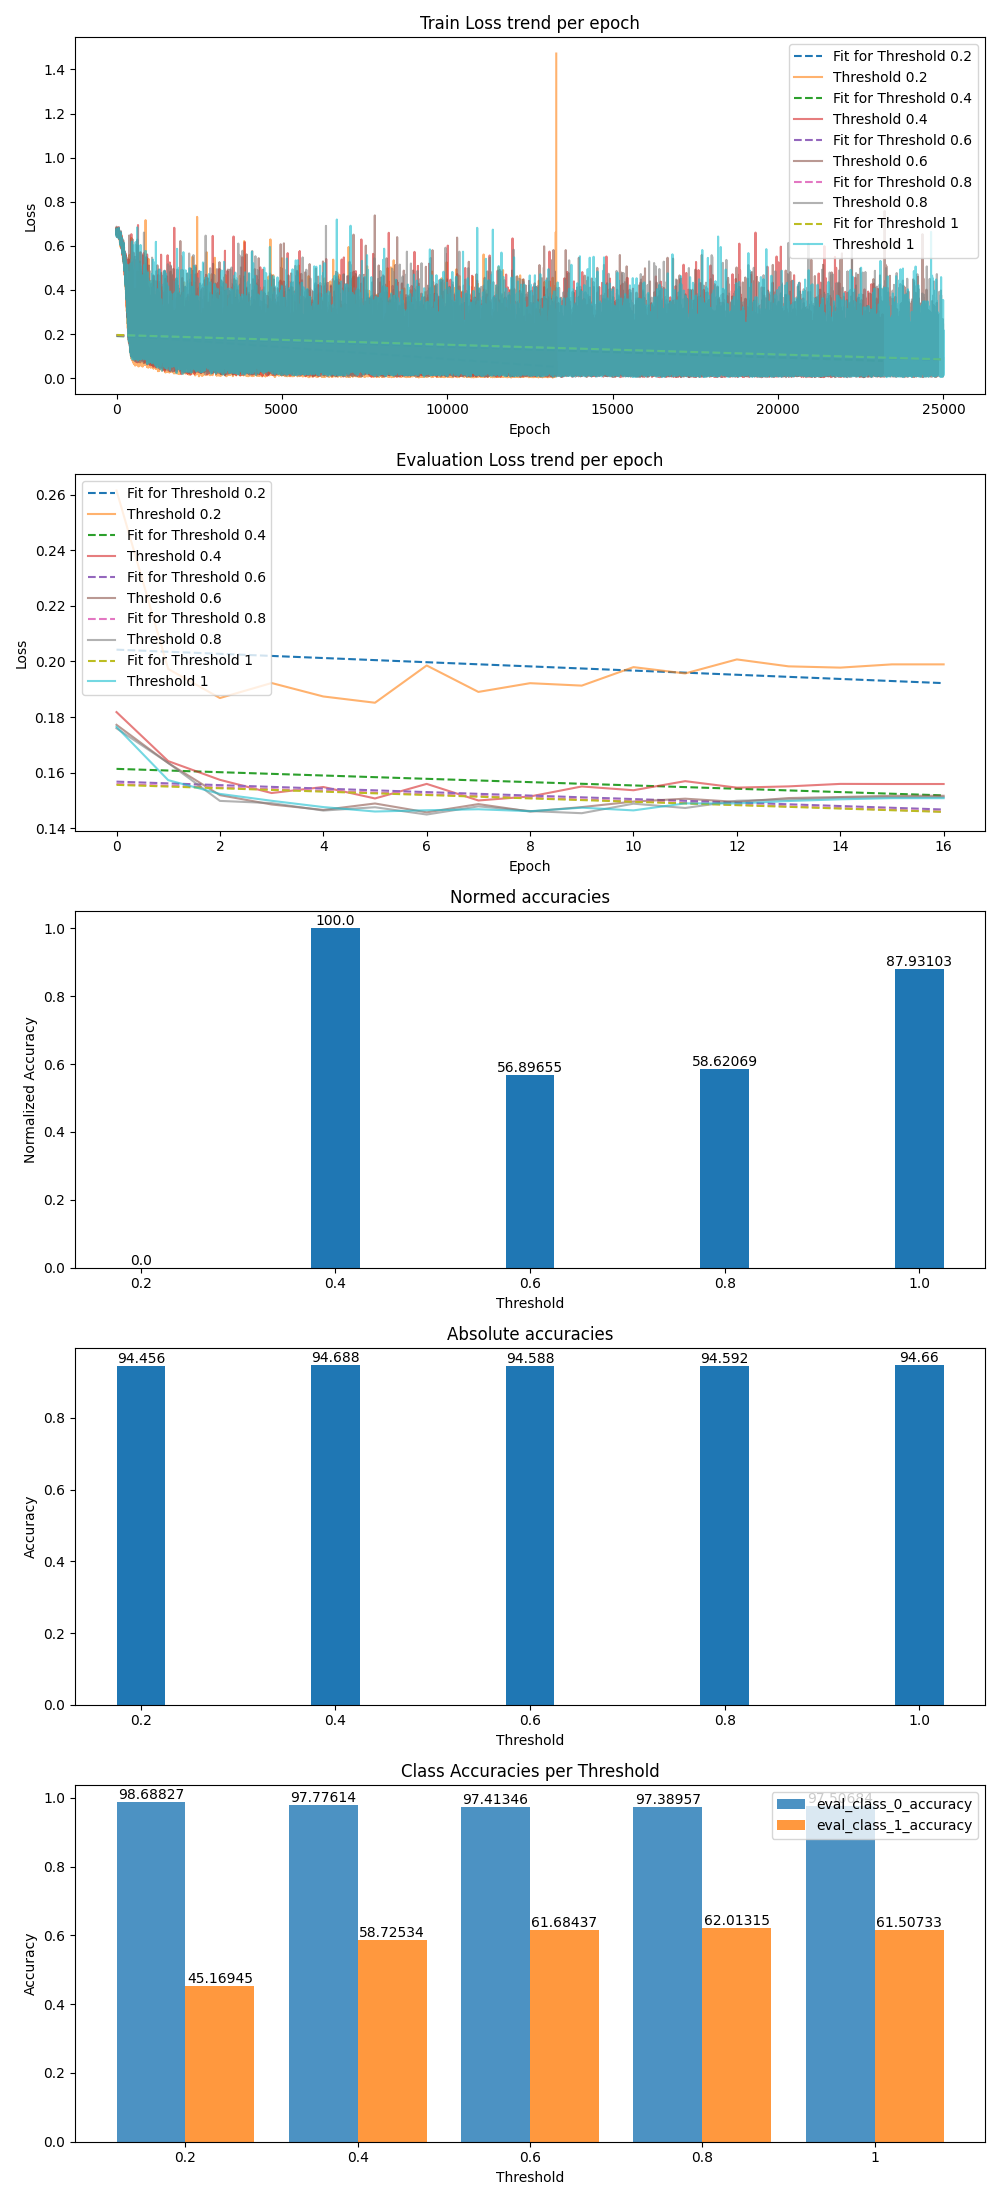 Train Loss trend per epoch
Loss
1.4
1.2
1.0
0.8
0.6
0.4
0.2
0.0
Fit for Threshold 0.2
Threshold 0.2
Fit for Threshold 0.4
Threshold 0.4
Fit for Threshold 0.6
Threshold 0.6
Fit for Threshold 0.8
Threshold 0.8
Fit for Threshold 1
Threshold 1
0 5000 10000 15000 20000 25000
Epoch
Evaluation Loss trend per epoch
Loss
0.26
0.24
0.22
0.20
0.18
0.16
0.14
Fit for Threshold 0.2
Threshold 0.2
Fit for Threshold 0.4
Threshold 0.4
Fit for Threshold 0.6
Threshold 0.6
Fit for Threshold 0.8
Threshold 0.8
Fit for Threshold 1
Threshold 1
0 2 4 6 8 10 12 14 16
Epoch
Normed accuracies
Normalized Accuracy
1.0
0.8
0.6
0.4
0.2
0.0
0.0 100.0 56.89655 58.62069 87.93103
0.2 0.4 0.6 0.8 1.0
Threshold
Absolute accuracies
Accuracy
0.8
0.6
0.4
0.2
0.0
94.456 94.688 94.588 94.592 94.66
0.2 0.4 0.6 0.8 1.0
Threshold
Class Accuracies per Threshold
Accuracy
1.0
0.8
0.6
0.4
0.2
0.0
98.68827 97.77614 97.41346 97.38957
eval_class_0_accuracy
eval_class_1_accuracy
45.16945 58.72534 61.68437 62.01315 61.50733
0.2 0.4 0.6 0.8 1
Threshold